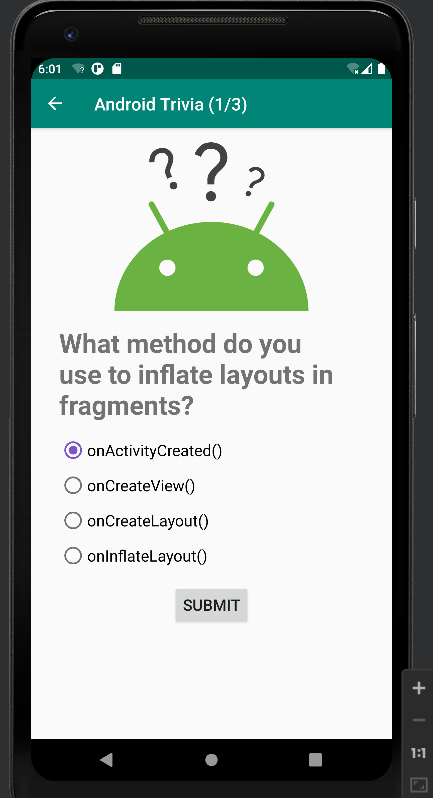 6:01
Android Trivia (1/3)
? ? ?
What method do you
use to inflate layouts in
fragments?
onActivityCreated()
onCreateView()
onCreateLayout()
onInflateLayout()
SUBMIT
1:1